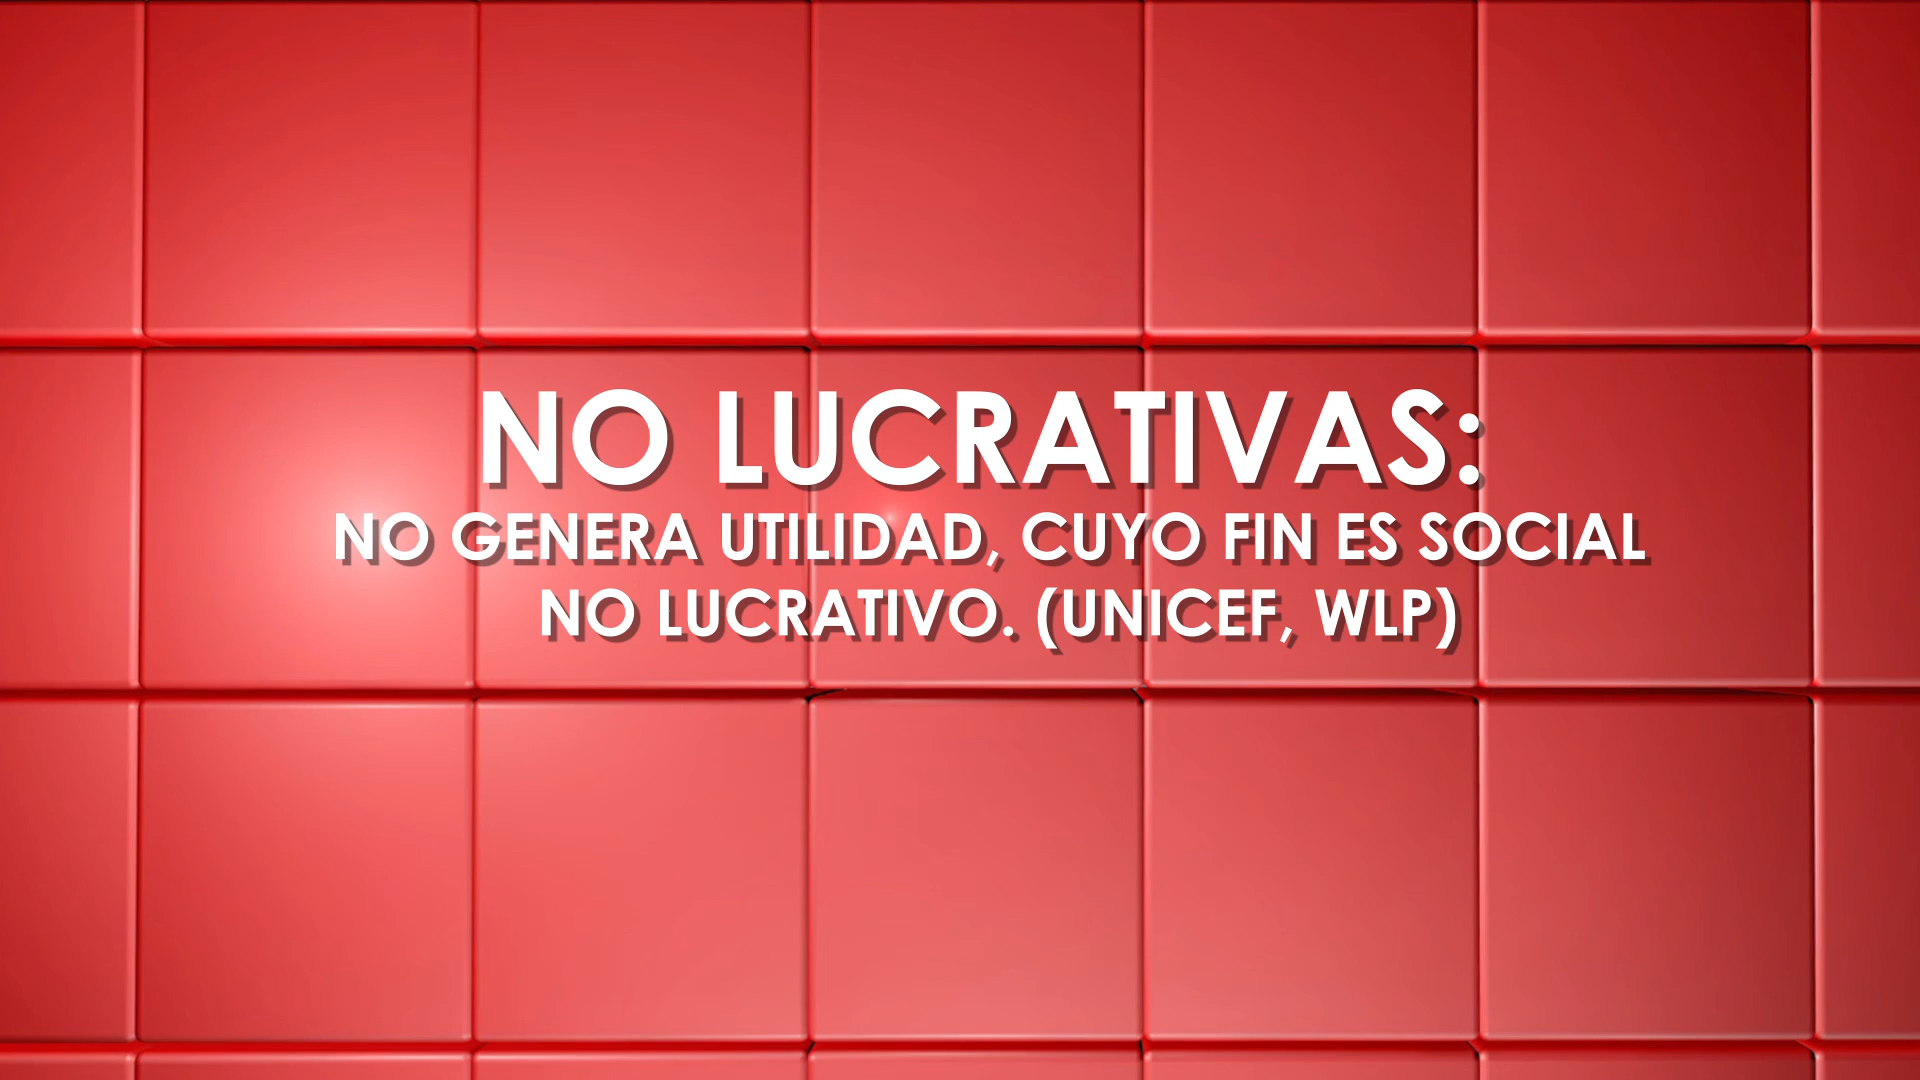 NO LUCRATIVAS:
NO GENERA UTILIDAD, CUYO FIN ES SOCIAL
NO LUCRATIVO. (UNICEF, WLP)